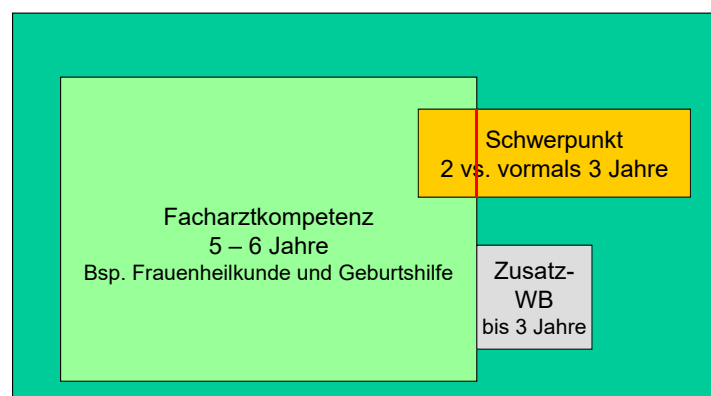 Schwerpunkt
2 vs. vormals 3 Jahre
Facharztkompetenz
5 – 6 Jahre
Bsp. Frauenheilkunde und Geburtshilfe
Zusatz-
WB
bis 3 Jahre